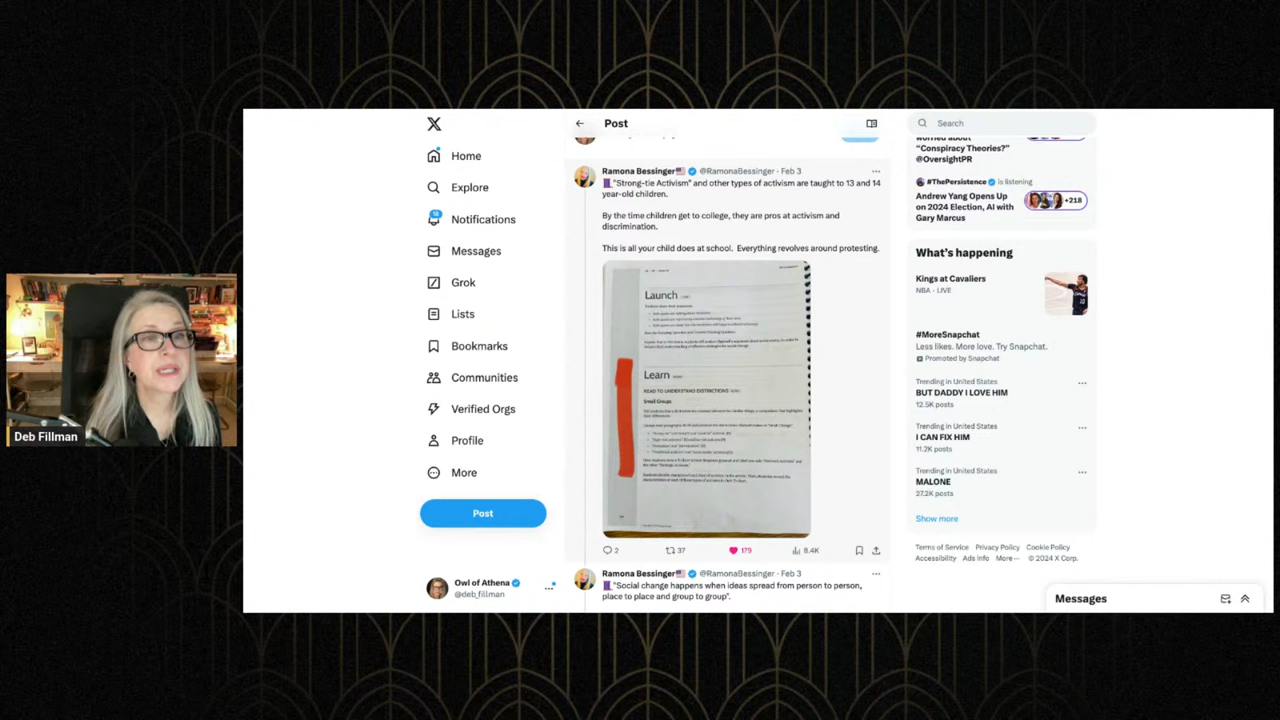 Post
Search
worried about
“Conspiracy Theories?”
@OversightPR
#ThePersistence is listening
Andrew Yang Opens Up
on 2024 Election, AI with
Gary Marcus
+218
Home
Explore
Notifications
Messages
Grok
Lists
Bookmarks
Communities
Verified Orgs
Profile
More
Post
Owl of Athena
@deb_fillman
Deb Fillman
Ramona Bessinger @RamonaBessinger · Feb 3
"Strong-tie Activism" and other types of activism are taught to 13 and 14
year-old children.
By the time children get to college, they are pros at activism and
discrimination.
This is all your child does at school. Everything revolves around protesting.
Launch
Learn
READ TO UNDERSTAND DISTINCTIONS
Small Groups
2
37
179
8.4K
Ramona Bessinger @RamonaBessinger · Feb 3
"Social change happens when ideas spread from person to person,
place to place and group to group".
What’s happening
Kings at Cavaliers
NBA · LIVE
#MoreSnapchat
Less likes. More love. Try Snapchat.
Promoted by Snapchat
Trending in United States
BUT DADDY I LOVE HIM
12.5K posts
Trending in United States
I CAN FIX HIM
11.2K posts
Trending in United States
MALONE
27.2K posts
Show more
Terms of Service Privacy Policy Cookie Policy
Accessibility Ads info More··· © 2024 X Corp.
Messages